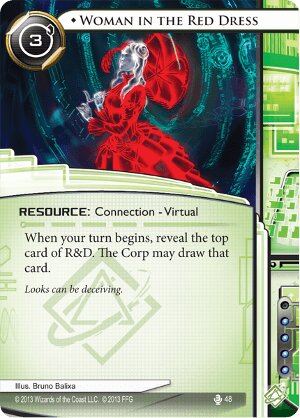 3
♦ Woman in the Red Dress
RESOURCE: Connection - Virtual
When your turn begins, reveal the top
card of R&D. The Corp may draw that
card.
Looks can be deceiving.
Illus. Bruno Balixa
© 2013 Wizards of the Coast LLC. © 2013 FFG
48